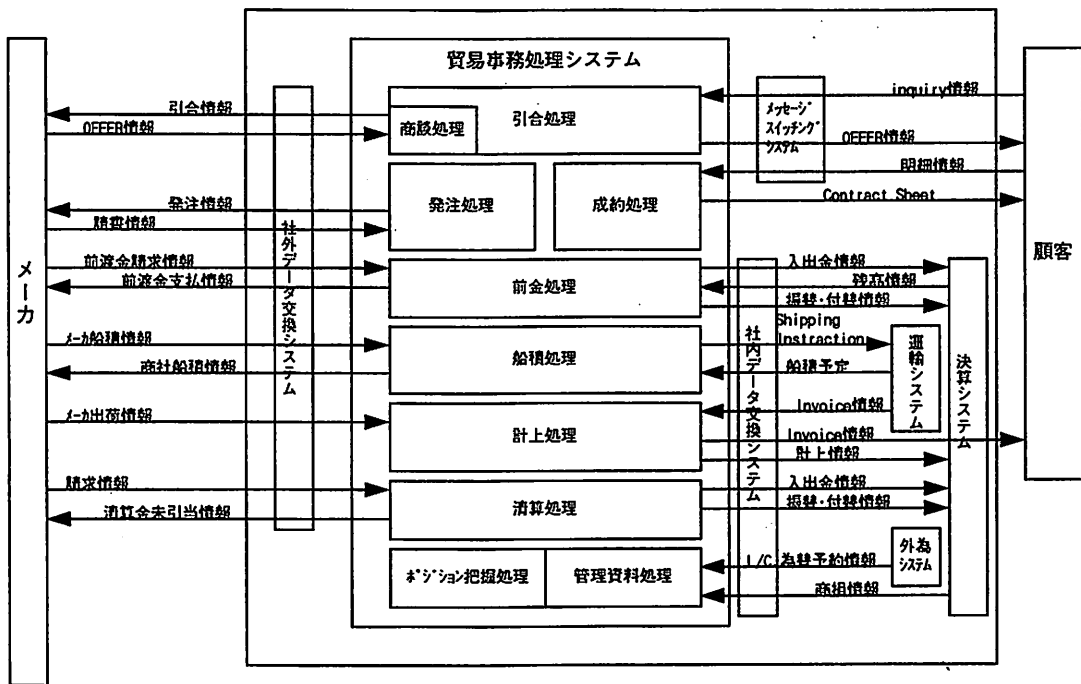 貿易事務処理システム
引合情報
OFFER情報
引合処理
商談処理
inquiry情報
OFFER情報
メッセージ
スイッチング
システム
明細情報
Contract Sheet
発注情報
請書情報
発注処理
成約処理
社外データ交換システム
メーカ
顧客
前渡金請求情報
前渡金支払情報
前金処理
入出金情報
残高情報
振替・付替情報
メーカ船積情報
商社船積情報
船積処理
Shipping
Instraction
船積予定
運輸システム
社内データ交換ンステム
決算システム
メーカ出荷情報
計上処理
Invoice情報
Invoice情報
計上情報
請求情報
清算金未引当情報
清算処理
入出金情報
振替・付替情報
ポジション把握処理
管理資料処理
L/C 為替予約情報
外為
システム
商担情報